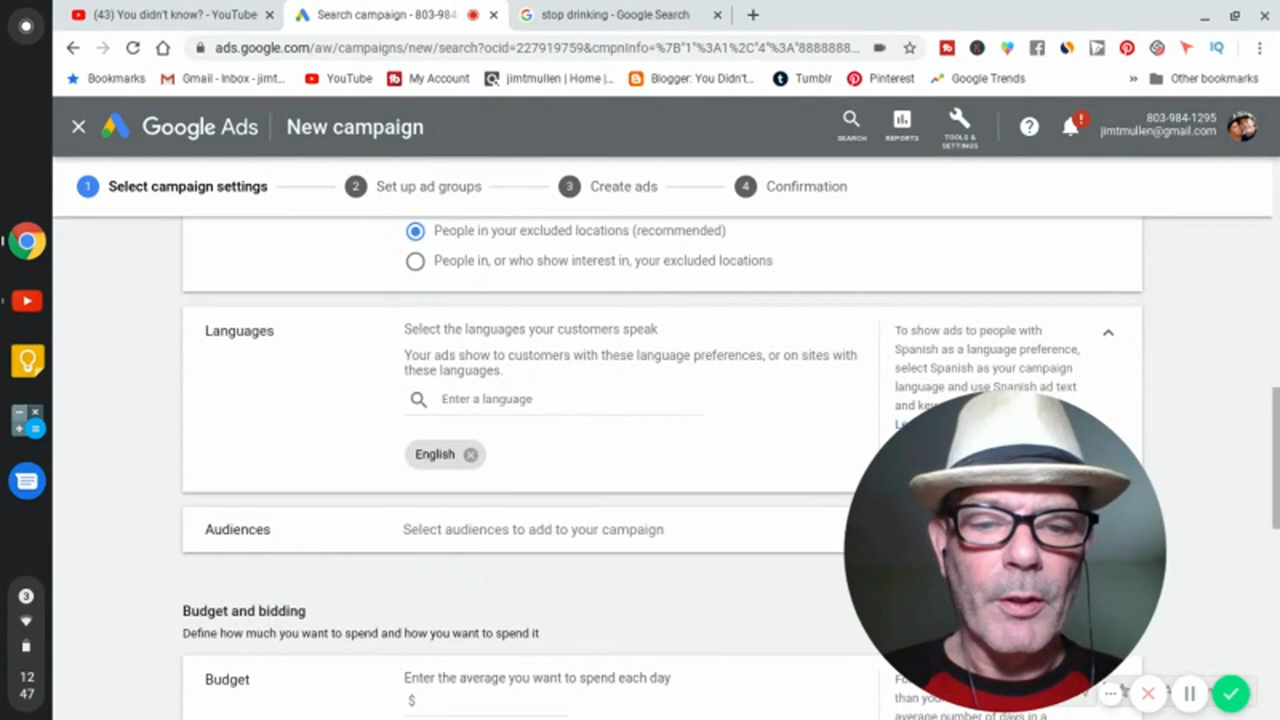 (43) You didn't know? - YouTube
Search campaign - 803-984
stop drinking - Google Search
ads.google.com/aw/campaigns/new/search?ocid=227919759&cmpnInfo=%7B"1"%3A1%2C"4"%3A"8888888...
IQ
Bookmarks
Gmail - Inbox - jimt...
YouTube
My Account
jimtmullen | Home |...
Blogger: You Didn't...
Tumblr
Pinterest
Google Trends
»
Other bookmarks
Google Ads
New campaign
SEARCH
REPORTS
TOOLS &
SETTINGS
803-984-1295
jimtmullen@gmail.com
1 Select campaign settings
2 Set up ad groups
3 Create ads
4 Confirmation
People in your excluded locations (recommended)
People in, or who show interest in, your excluded locations
Languages
Select the languages your customers speak
Your ads show to customers with these language preferences, or on sites with
these languages.
Enter a language
English
To show ads to people with
Spanish as a language preference,
select Spanish as your campaign
language and use Spanish ad text
and
Audiences
Select audiences to add to your campaign
Budget and bidding
Define how much you want to spend and how you want to spend it
Budget
Enter the average you want to spend each day
$
than
average number of days in a
3
12
47